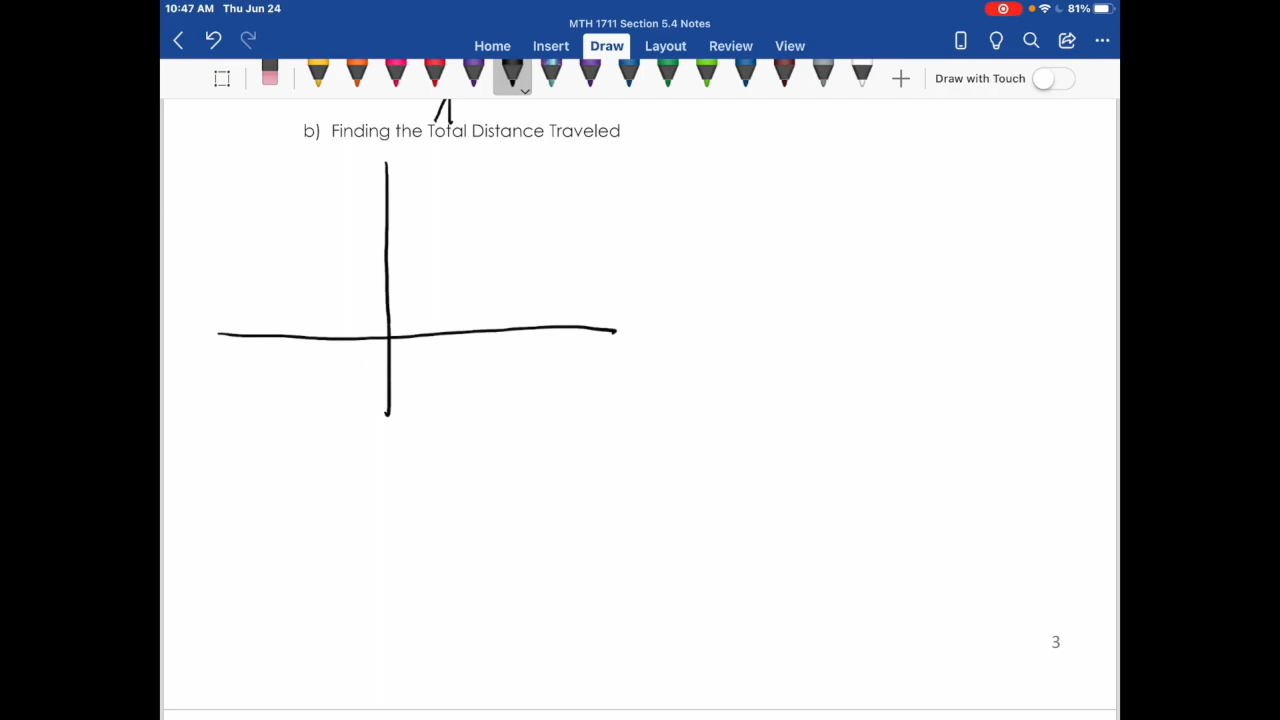 10:47 AM Thu Jun 24
81%
MTH 1711 Section 5.4 Notes
Home Insert Draw Layout Review View
Draw with Touch
b) Finding the Total Distance Traveled
3